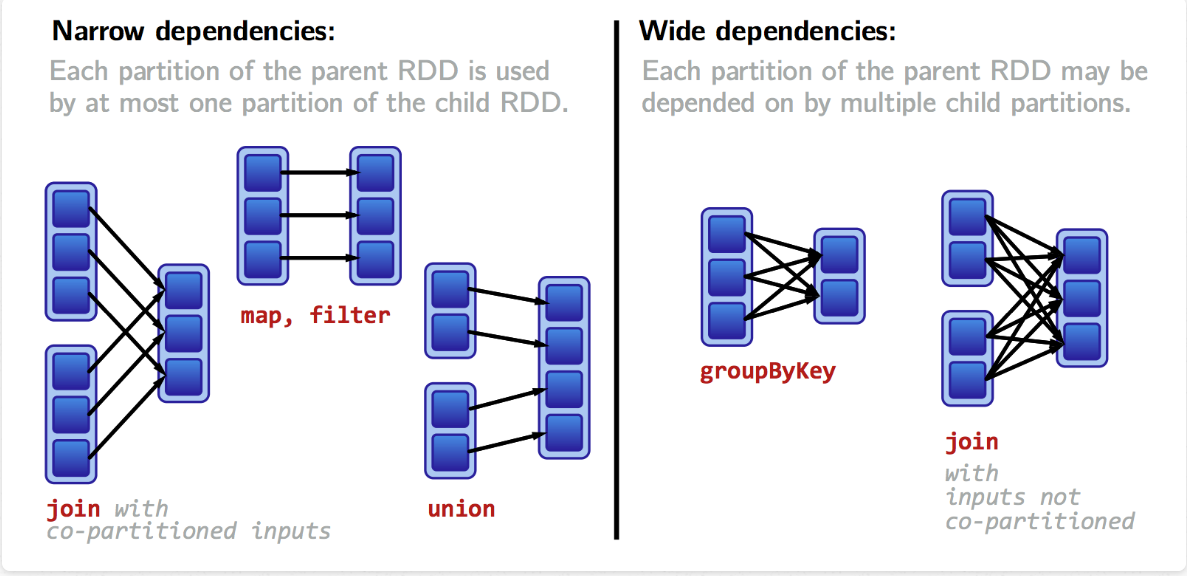 Narrow dependencies:
Each partition of the parent RDD is used
by at most one partition of the child RDD.
map, filter
join with
co-partitioned inputs
union
Wide dependencies:
Each partition of the parent RDD may be
depended on by multiple child partitions.
groupByKey
join
with
inputs not
co-partitioned